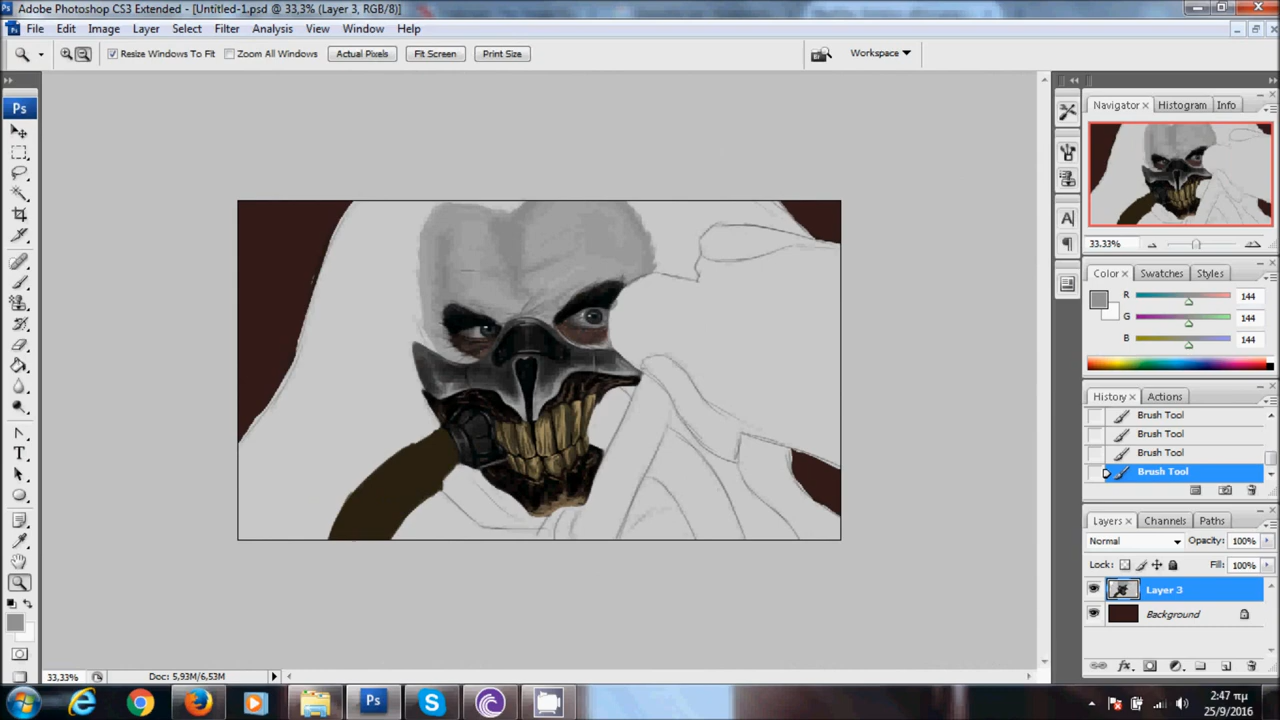 Adobe Photoshop CS3 Extended - [Untitled-1.psd @ 33,3% (Layer 3, RGB/8)]
File Edit Image Layer Select Filter Analysis View Window Help
Resize Windows To Fit Zoom All Windows Actual Pixels Fit Screen Print Size Workspace
Ps
Navigator Histogram Info
33.33%
Color Swatches Styles
R 144
G 144
B 144
History Actions
Brush Tool
Brush Tool
Brush Tool
Brush Tool
Layers Channels Paths
Normal Opacity: 100%
Lock: Fill: 100%
Layer 3
Background
33,33% Doc: 5,93M/6,53M
Ps
2:47 πμ
25/9/2016